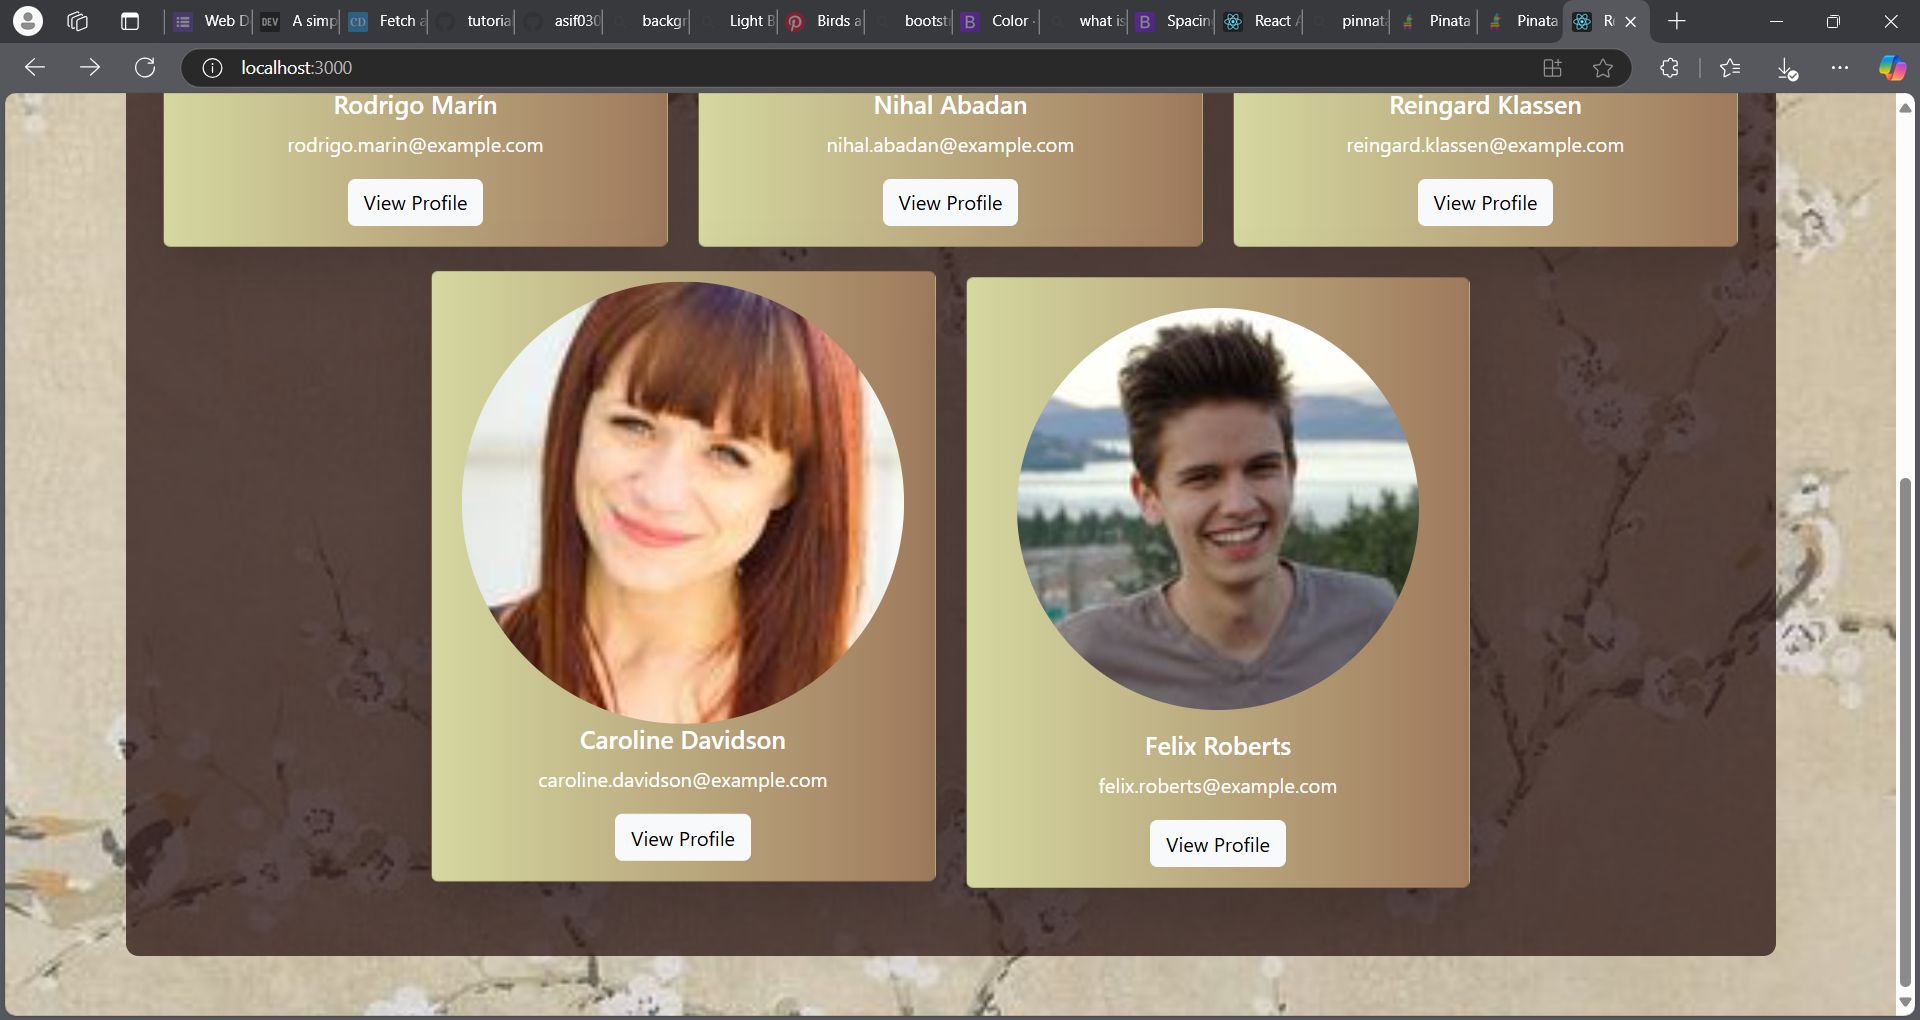 Web D
DEV
A simp
CD
Fetch a
tutoria
asif030
backgr
Light B
Birds a
bootst
B
Color
what is
B
Spacin
React A
pinnat
Pinata
Pinata
R
localhost:3000
Rodrigo Marín
rodrigo.marin@example.com
View Profile
Nihal Abadan
nihal.abadan@example.com
View Profile
Reingard Klassen
reingard.klassen@example.com
View Profile
Caroline Davidson
caroline.davidson@example.com
View Profile
Felix Roberts
felix.roberts@example.com
View Profile